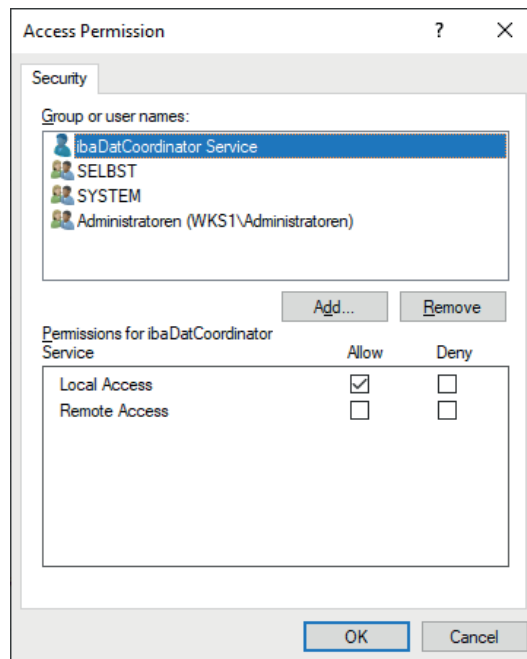 Access Permission ?
Security
Group or user names:
ibaDatCoordinator Service
SELBST
SYSTEM
Administratoren (WKS1\Administratoren)
Add... Remove
Permissions for ibaDatCoordinator
Service Allow Deny
Local Access
Remote Access
OK Cancel